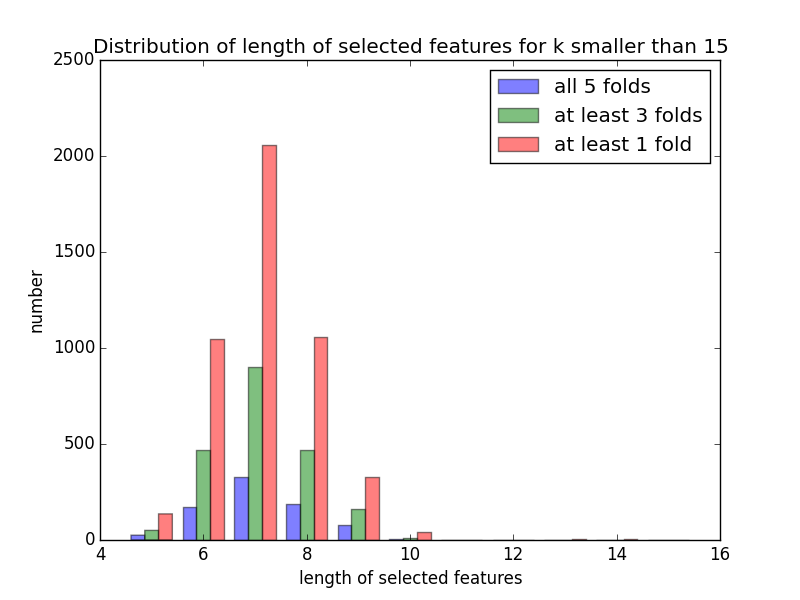 Distribution of length of selected features for k smaller than 15
2500
2000
1500
1000
500
0
number
all 5 folds
at least 3 folds
at least 1 fold
4 6 8 10 12 14 16
length of selected features